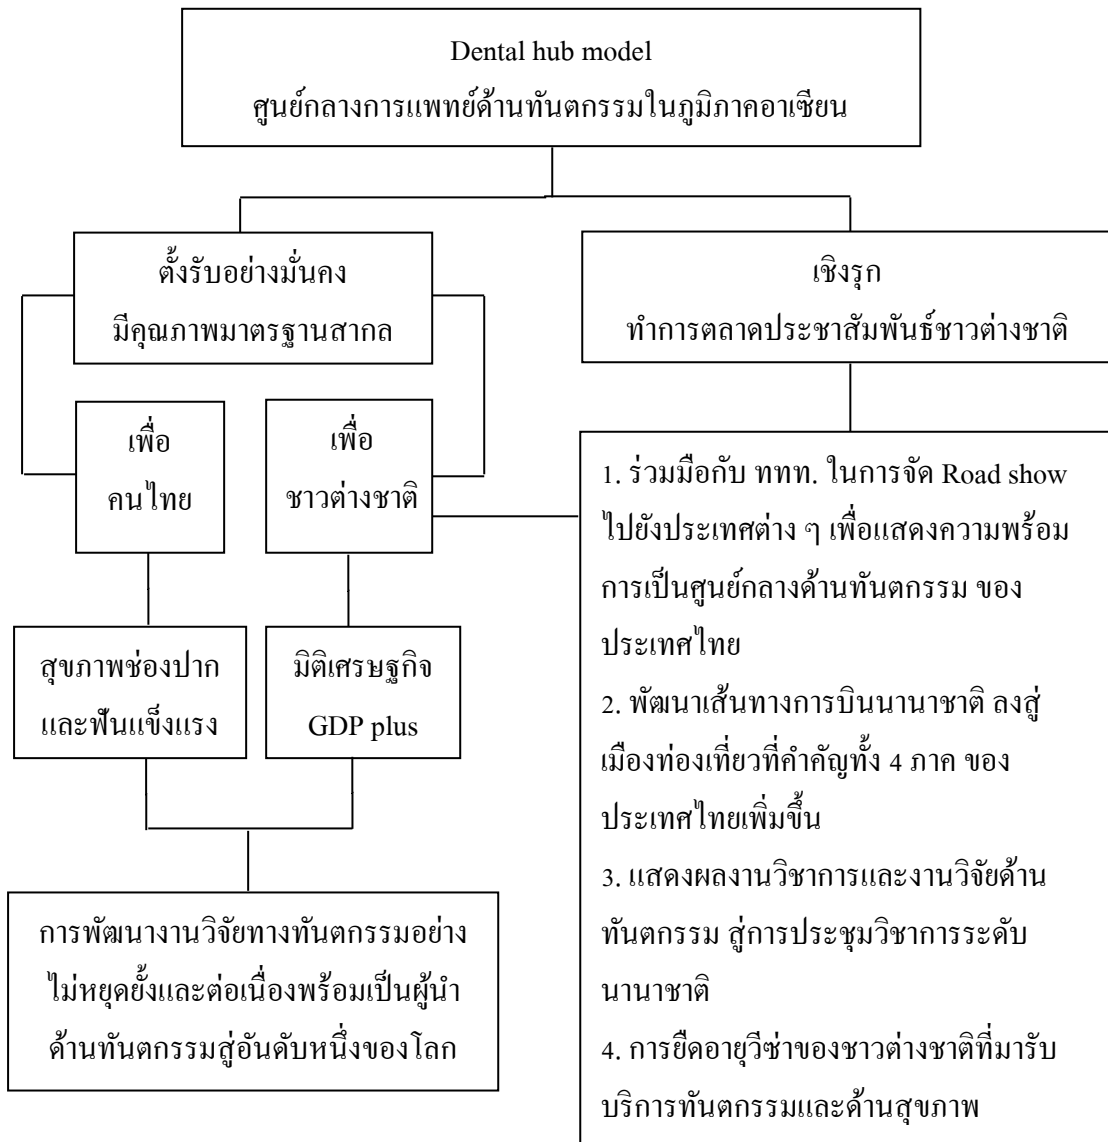 Dental hub model
ศูนย์กลางการแพทย์ด้านทันตกรรมในภูมิภาคอาเซียน
ตั้งรับอย่างมั่นคง
มีคุณภาพมาตรฐานสากล
เชิงรุก
ทำการตลาดประชาสัมพันธ์ชาวต่างชาติ
เพื่อ
คนไทย
เพื่อ
ชาวต่างชาติ
สุขภาพช่องปาก
และฟันแข็งแรง
มิติเศรษฐกิจ
GDP plus
การพัฒนางานวิจัยทางทันตกรรมอย่าง
ไม่หยุดยั้งและต่อเนื่องพร้อมเป็นผู้นำ
ด้านทันตกรรมสู่อันดับหนึ่งของโลก
1. ร่วมมือกับ ททท. ในการจัด Road show
ไปยังประเทศต่าง ๆ เพื่อแสดงความพร้อม
การเป็นศูนย์กลางด้านทันตกรรม ของ
ประเทศไทย
2. พัฒนาเส้นทางการบินนานาชาติ ลงสู่
เมืองท่องเที่ยวที่คำคัญทั้ง 4 ภาค ของ
ประเทศไทยเพิ่มขึ้น
3. แสดงผลงานวิชาการและงานวิจัยด้าน
ทันตกรรม สู่การประชุมวิชาการระดับ
นานาชาติ
4. การยืดอายุวีซ่าของชาวต่างชาติที่มารับ
บริการทันตกรรมและด้านสุขภาพ